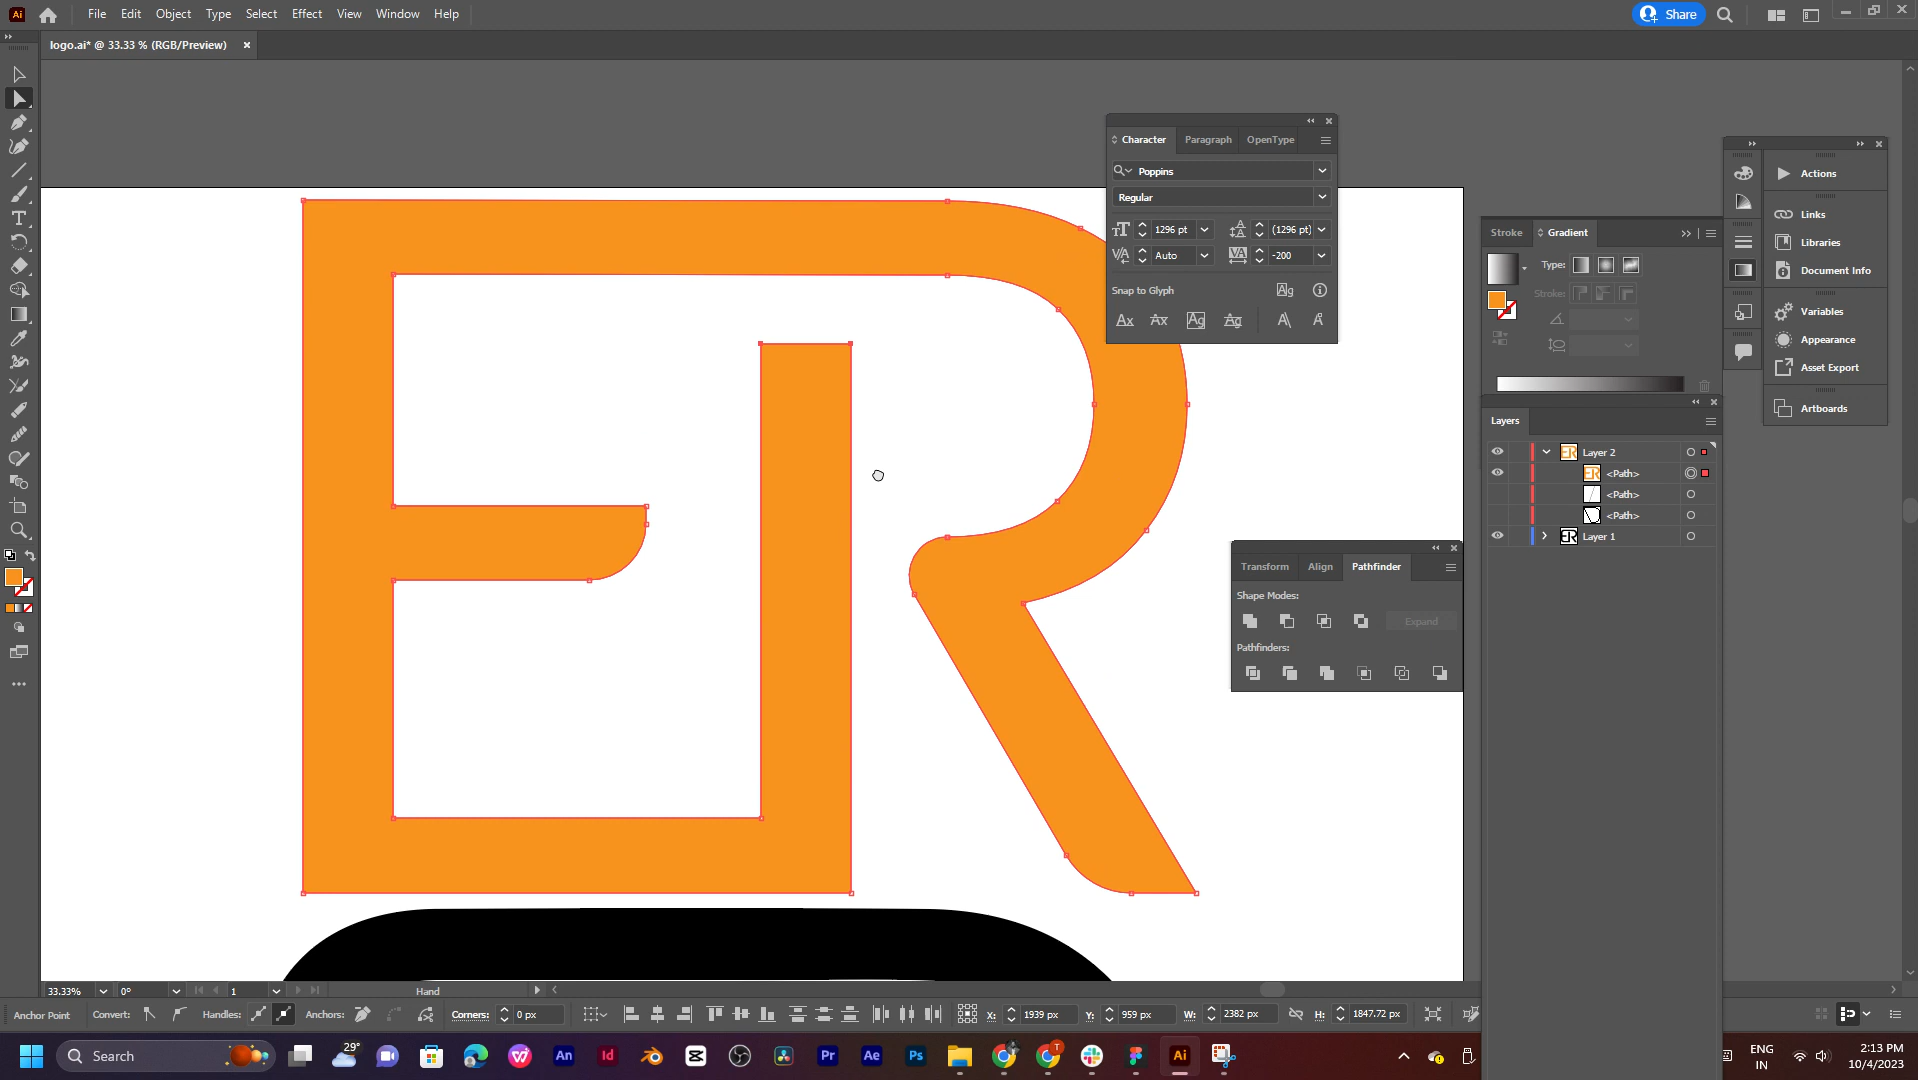 Ai File Edit Object Type Select Effect View Window Help Share
logo.ai* @ 33.33 % (RGB/Preview)
ER
Character Paragraph OpenType
Poppins
Regular
1296 pt (1296 pt)
Auto -200
Snap to Glyph
Stroke Gradient
Type:
Stroke:
Actions
Links
Libraries
Document Info
Variables
Appearance
Asset Export
Artboards
Layers
Layer 2
<Path>
<Path>
<Path>
Layer 1
Transform Align Pathfinder
Shape Modes:
Expand
Pathfinders:
33.33% 0° 1 Hand
Anchor Point Convert: Handles: Anchors: Corners: 0 px X: 1939 px Y: 959 px W: 2382 px H: 1847.72 px
Search 29° An Id Pr Ae Ps Ai ENG IN 2:13 PM 10/4/2023